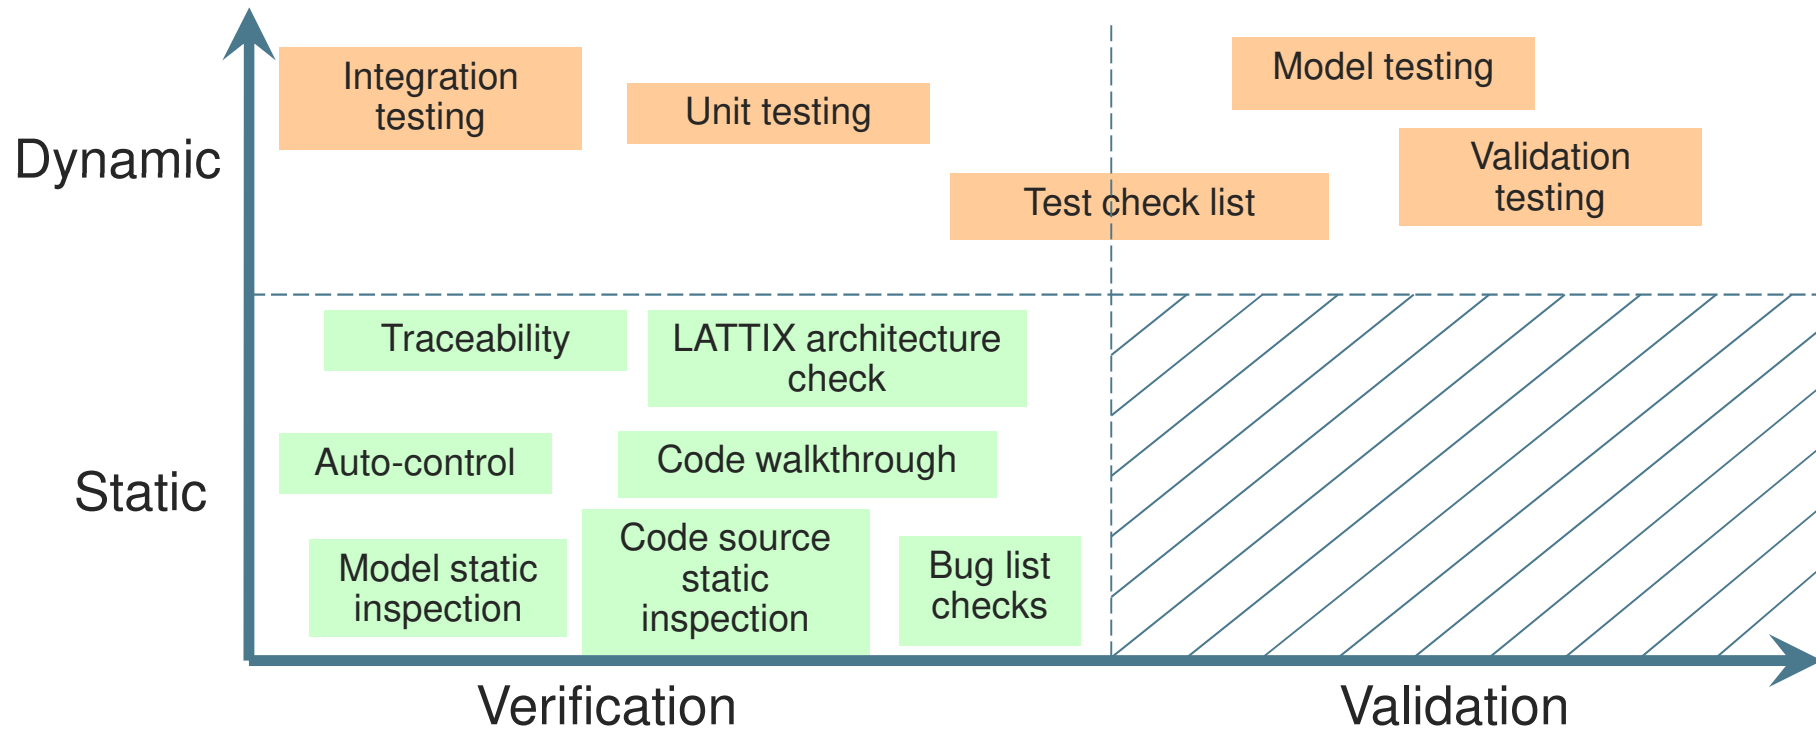 Dynamic
Integration
testing
Unit testing
Test check list
Model testing
Validation
testing
Static
Traceability
LATTIX architecture
check
Auto-control
Code walkthrough
Model static
inspection
Code source
static
inspection
Bug list
checks
Verification
Validation